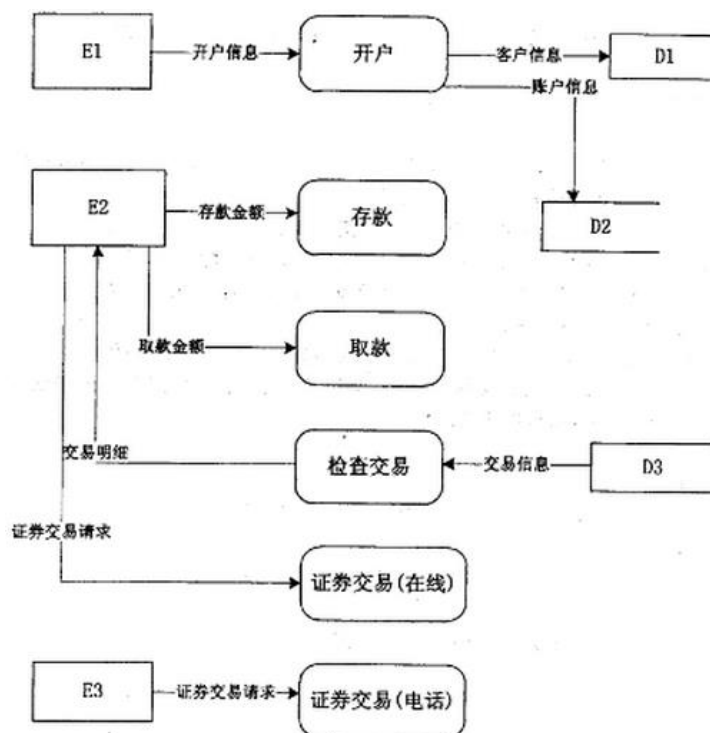 E1
开户信息
开户
客户信息
D1
账户信息
E2
存款金额
存款
D2
取款金额
取款
交易明细
检查交易
交易信息
D3
证券交易请求
证券交易(在线)
E3
证券交易请求
证券交易(电话)